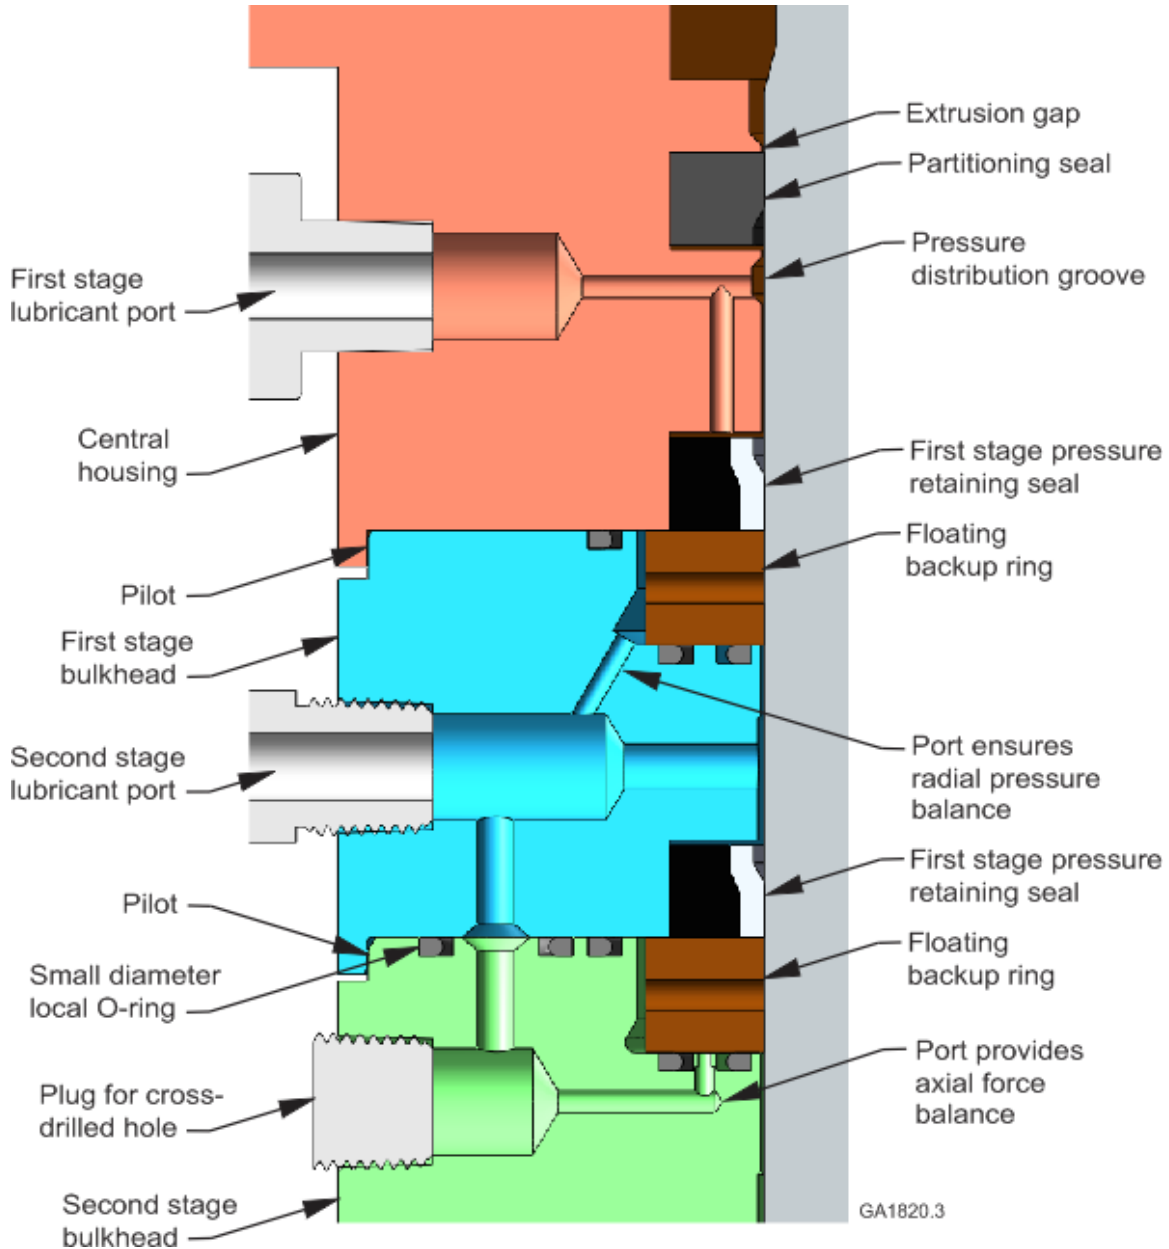 Extrusion gap
Partitioning seal
Pressure
distribution groove
First stage
lubricant port
Central
housing
First stage pressure
retaining seal
Floating
backup ring
Pilot
First stage
bulkhead
Second stage
lubricant port
Port ensures
radial pressure
balance
First stage pressure
retaining seal
Pilot
Floating
backup ring
Small diameter
local O-ring
Port provides
axial force
balance
Plug for cross-
drilled hole
Second stage
bulkhead
GA1820.3